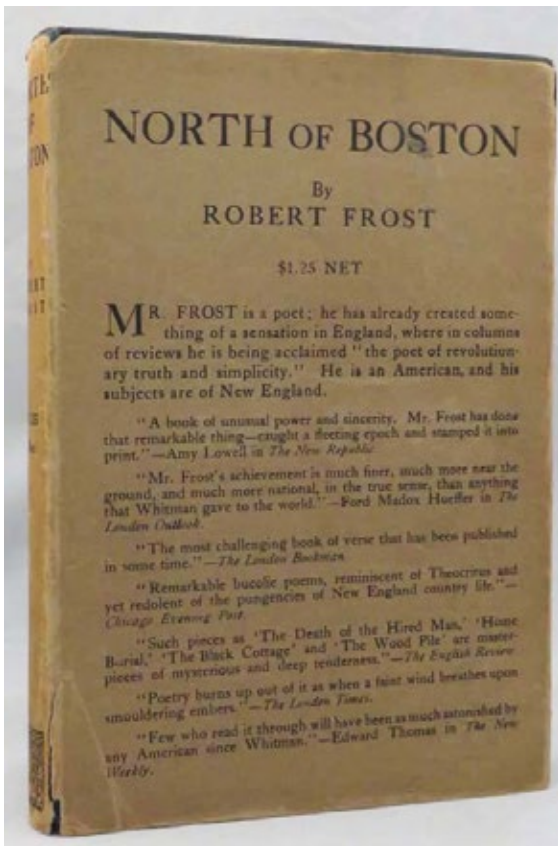 NORTH OF BOSTON
By
ROBERT FROST
$1.25 NET
MR. FROST is a poet; he has already created some-
thing of a sensation in England, where in columns
of reviews he is being acclaimed "the poet of revolution-
ary truth and simplicity." He is an American, and his
subjects are of New England.
"A book of unusual power and sincerity. Mr. Frost has done
that remarkable thing—caught a fleeting epoch and stamped it into
print."—Amy Lowell in The New Republic.
"Mr. Frost's achievement is much finer, much more near the
ground, and much more national, in the true sense, than anything
that Whitman gave to the world."—Ford Madox Hueffer in The
London Outlook.
"The most challenging book of verse that has been published
in some time."—The London Bookman.
"Remarkable bucolic poems, reminiscent of Theocritus and
yet redolent of the pungencies of New England country life."—
Chicago Evening Post.
"Such pieces as 'The Death of the Hired Man,' 'Home
Burial,' 'The Black Cottage' and 'The Wood Pile' are master-
pieces of mysterious and deep tenderness."—The English Review.
"Poetry burns up out of it as when a faint wind breathes upon
smouldering embers."—The London Times.
"Few who read it through will have been as much astonished by
any American since Whitman."—Edward Thomas in The New
Weekly.